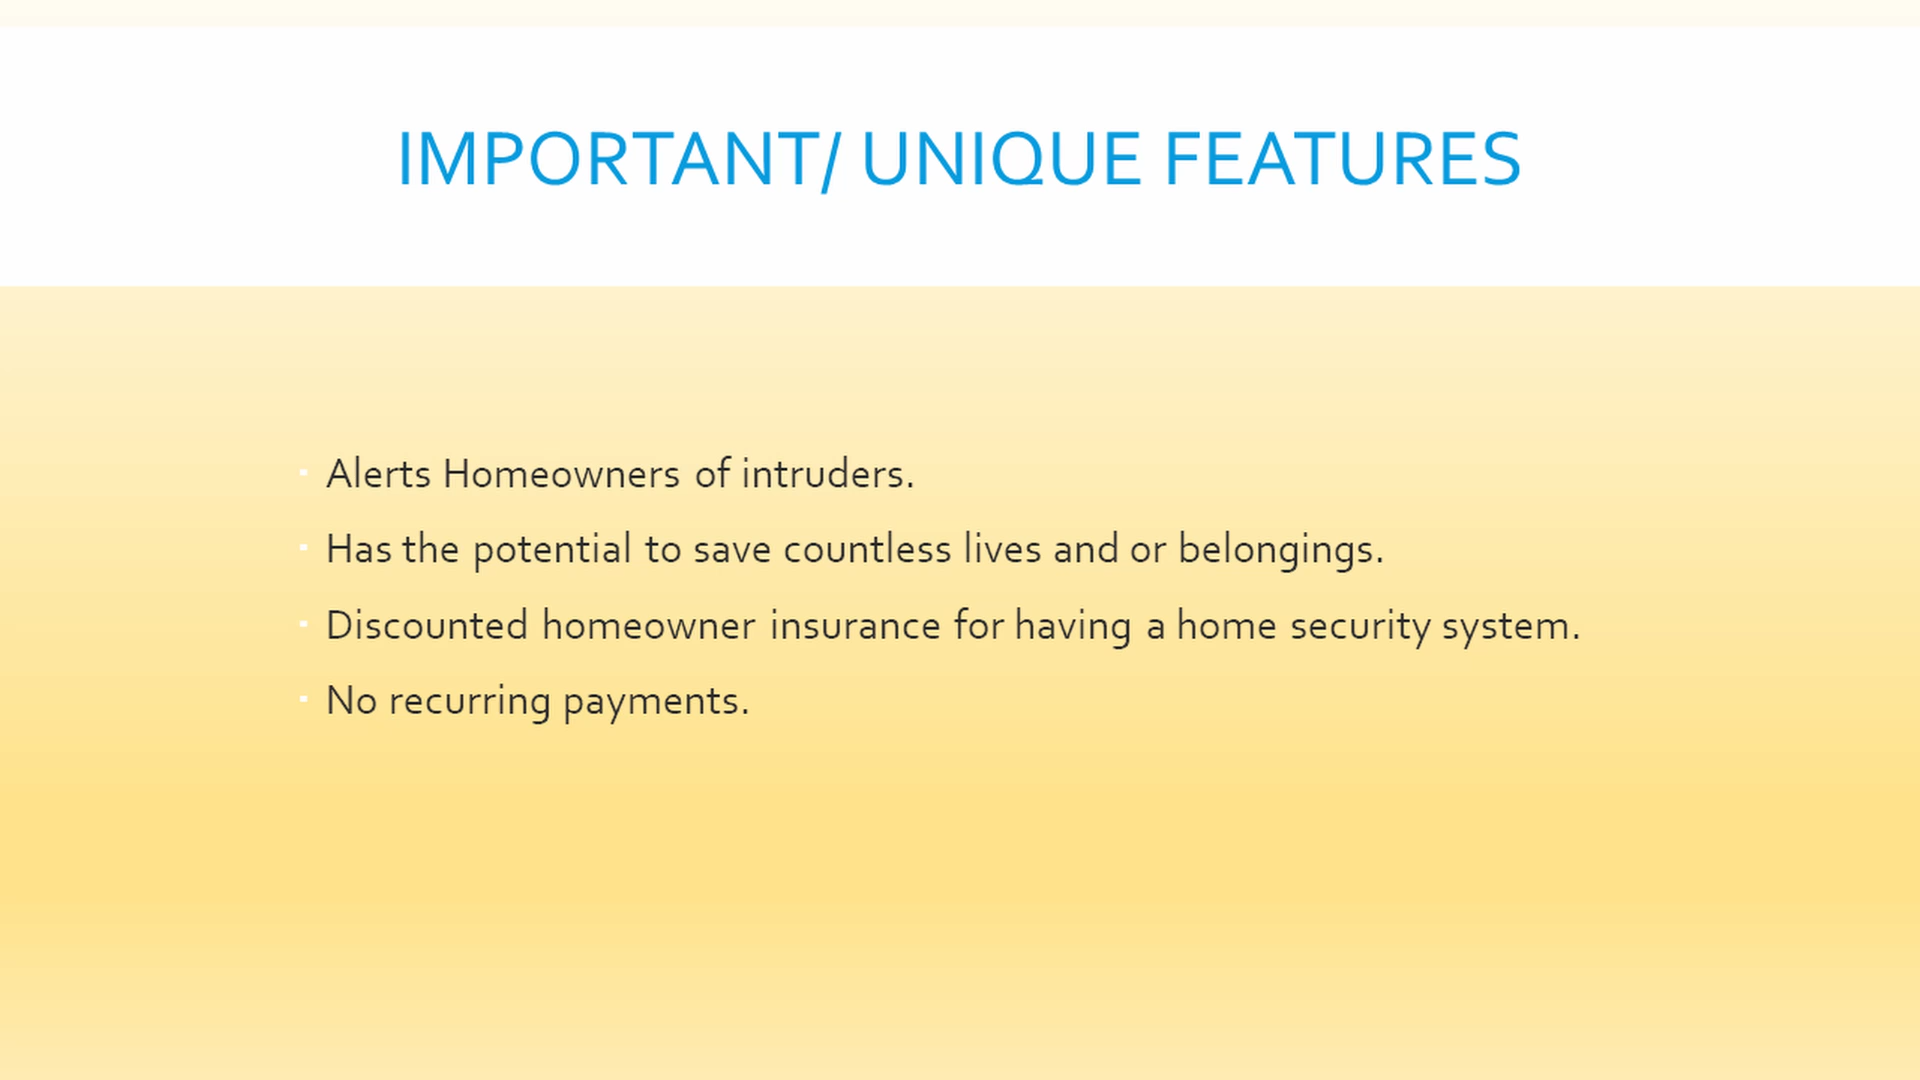 IMPORTANT/ UNIQUE FEATURES
Alerts Homeowners of intruders.
Has the potential to save countless lives and or belongings.
Discounted homeowner insurance for having a home security system.
No recurring payments.